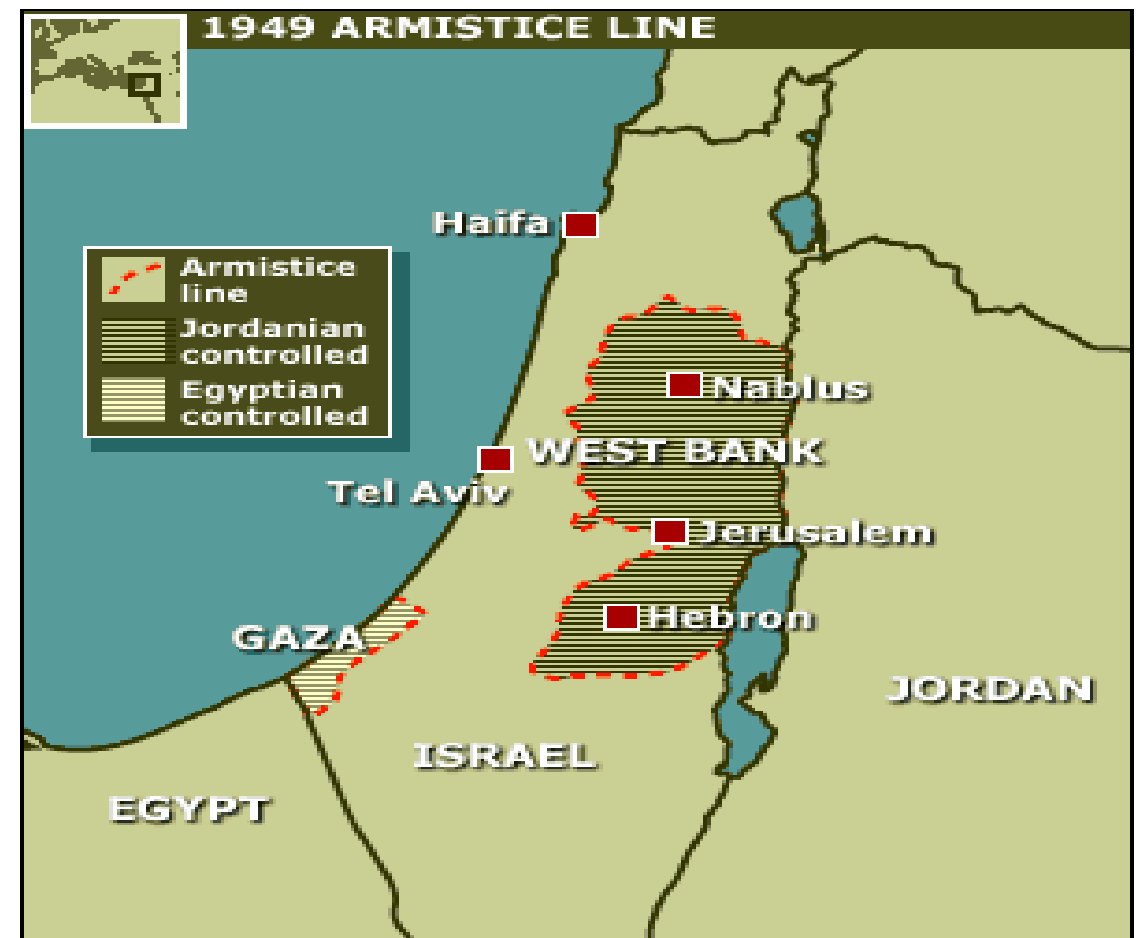 1949 ARMISTICE LINE
Haifa
Armistice
line
Jordanian
controlled
Egyptian
controlled
Nablus
WEST BANK
Tel Aviv
Jerusalem
Hebron
GAZA
JORDAN
ISRAEL
EGYPT